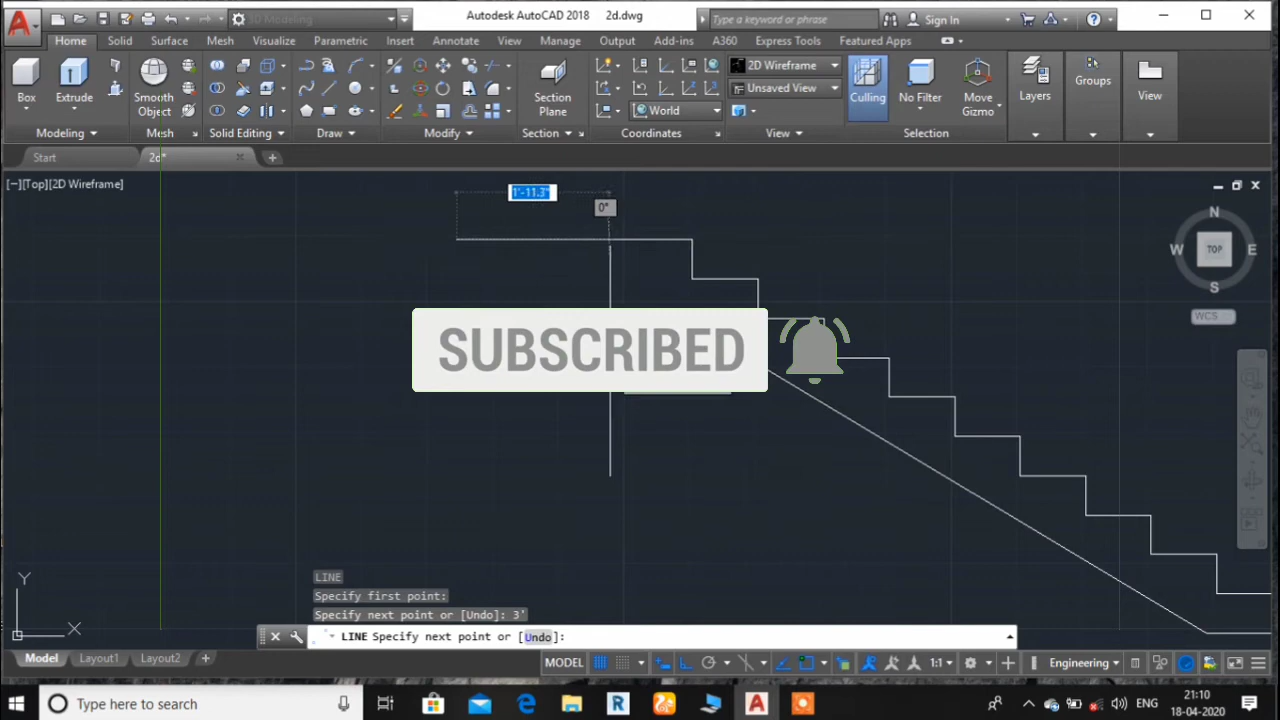 Autodesk AutoCAD 2018 2d.dwg
Type a keyword or phrase
Sign In
3D Modeling
Home Solid Surface Mesh Visualize Parametric Insert Annotate View Manage Output Add-ins A360 Express Tools Featured Apps
Box
Extrude
Smooth
Object
Section
Plane
World
2D Wireframe
Unsaved View
Culling
No Filter
Move
Gizmo
Layers
Groups
View
Modeling
Mesh
Solid Editing
Draw
Modify
Section
Coordinates
View
Selection
Start
2d*
[−][Top][2D Wireframe]
1'-11.3"
0°
N
W
TOP
E
S
WCS
SUBSCRIBED
Y
X
LINE
Specify first point:
Specify next point or [Undo]: 3'
LINE Specify next point or [Undo]:
Model Layout1 Layout2
MODEL
1:1
Engineering
Type here to search
ENG
21:10
18-04-2020